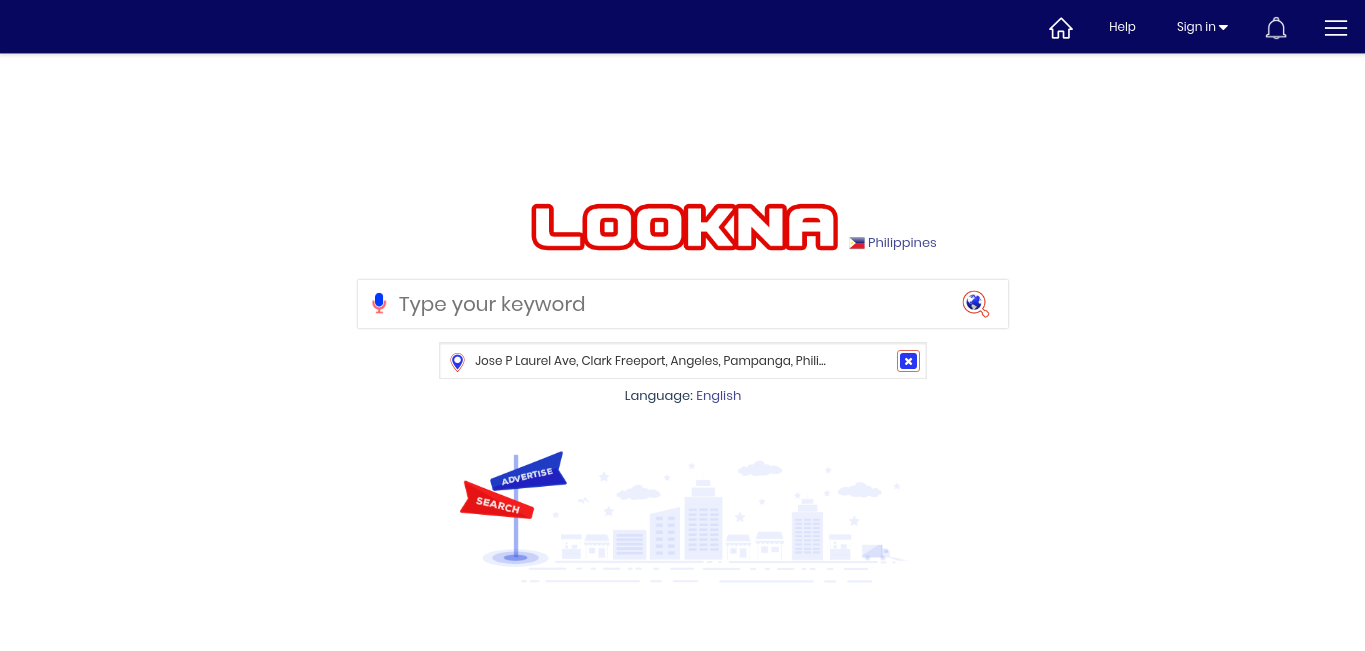 Help Sign in
LOOKNA
Philippines
Type your keyword
Jose P Laurel Ave, Clark Freeport, Angeles, Pampanga, Phili...
Language: English
ADVERTISE
SEARCH